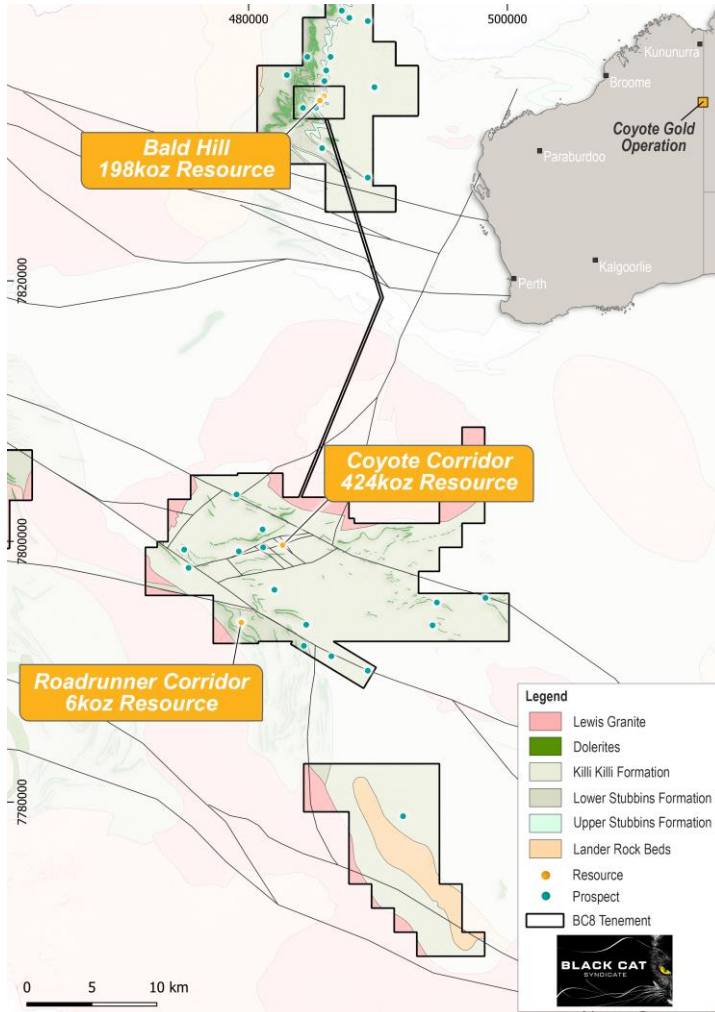 480000
500000
Kununurra
Broome
Coyote Gold
Operation
Paraburdoo
Kalgoorlie
Perth
Bald Hill
198koz Resource
7820000
Coyote Corridor
424koz Resource
7800000
Roadrunner Corridor
6koz Resource
7780000
Legend
Lewis Granite
Dolerites
Killi Killi Formation
Lower Stubbins Formation
Upper Stubbins Formation
Lander Rock Beds
Resource
Prospect
BC8 Tenement
BLACK CAT
SYNDICATE
0 5 10 km